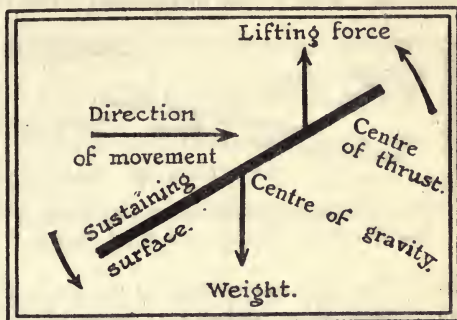 Lifting force
Direction
of movement
Centre
of thrust.
Sustaining
surface.
Centre of gravity.
Weight.